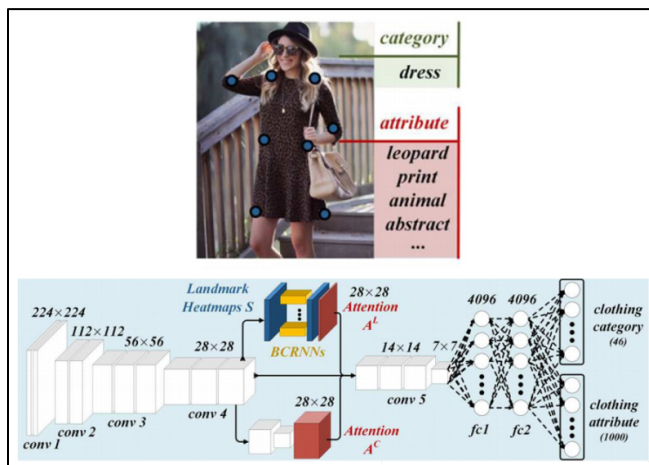 category
dress
attribute
leopard
print
animal
abstract
...
224×224
112×112
56×56
28×28
Landmark
Heatmaps S
BCRNNs
28×28
Attention
A^L
28×28
Attention
A^C
14×14
7×7
4096
4096
conv 1
conv 2
conv 3
conv 4
conv 5
fc1
fc2
clothing
category
(46)
clothing
attribute
(1000)